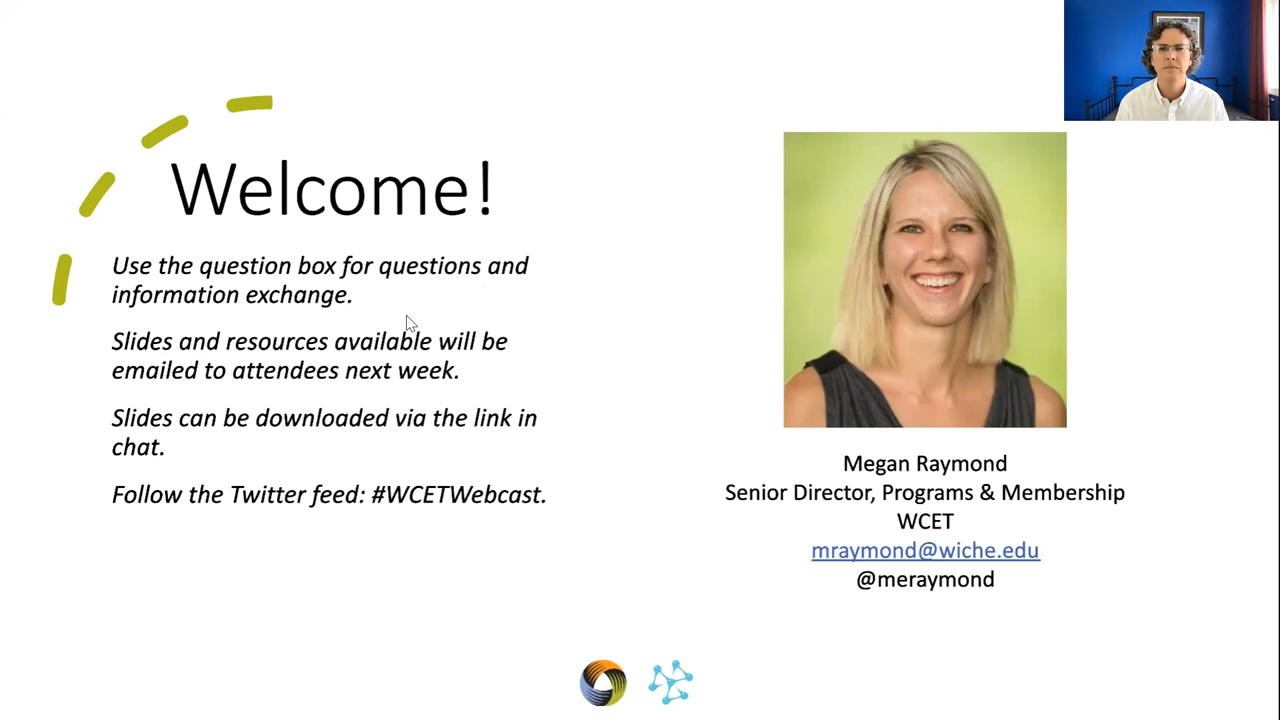 Welcome!
Use the question box for questions and
information exchange.
Slides and resources available will be
emailed to attendees next week.
Slides can be downloaded via the link in
chat.
Follow the Twitter feed: #WCETWebcast.
Megan Raymond
Senior Director, Programs & Membership
WCET
mraymond@wiche.edu
@meraymond